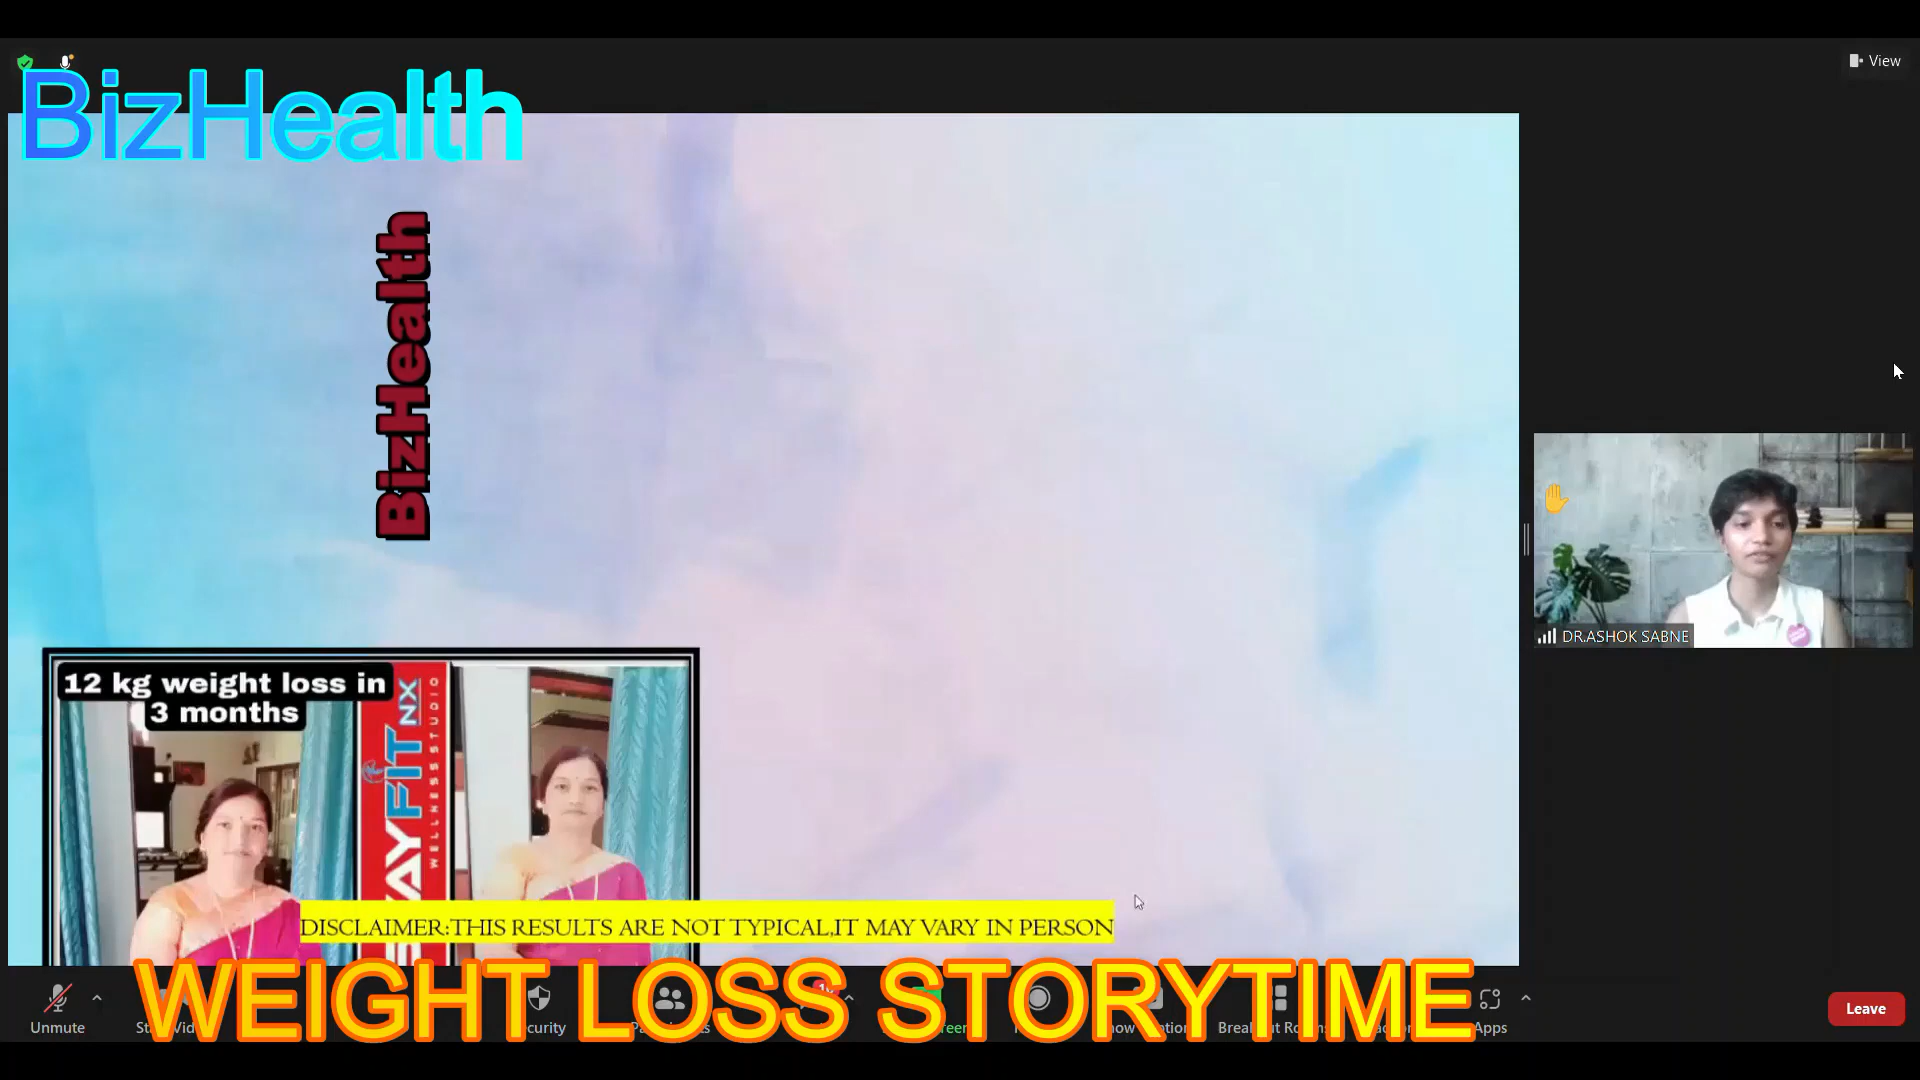 View
BizHealth
BizHealth
12 kg weight loss in
3 months
FIT NX
WELLNESS STUDIO
DR.ASHOK SABNE
DISCLAIMER:THIS RESULTS ARE NOT TYPICAL,IT MAY VARY IN PERSON
WEIGHT LOSS STORYTIME
Unmute
Apps
Leave